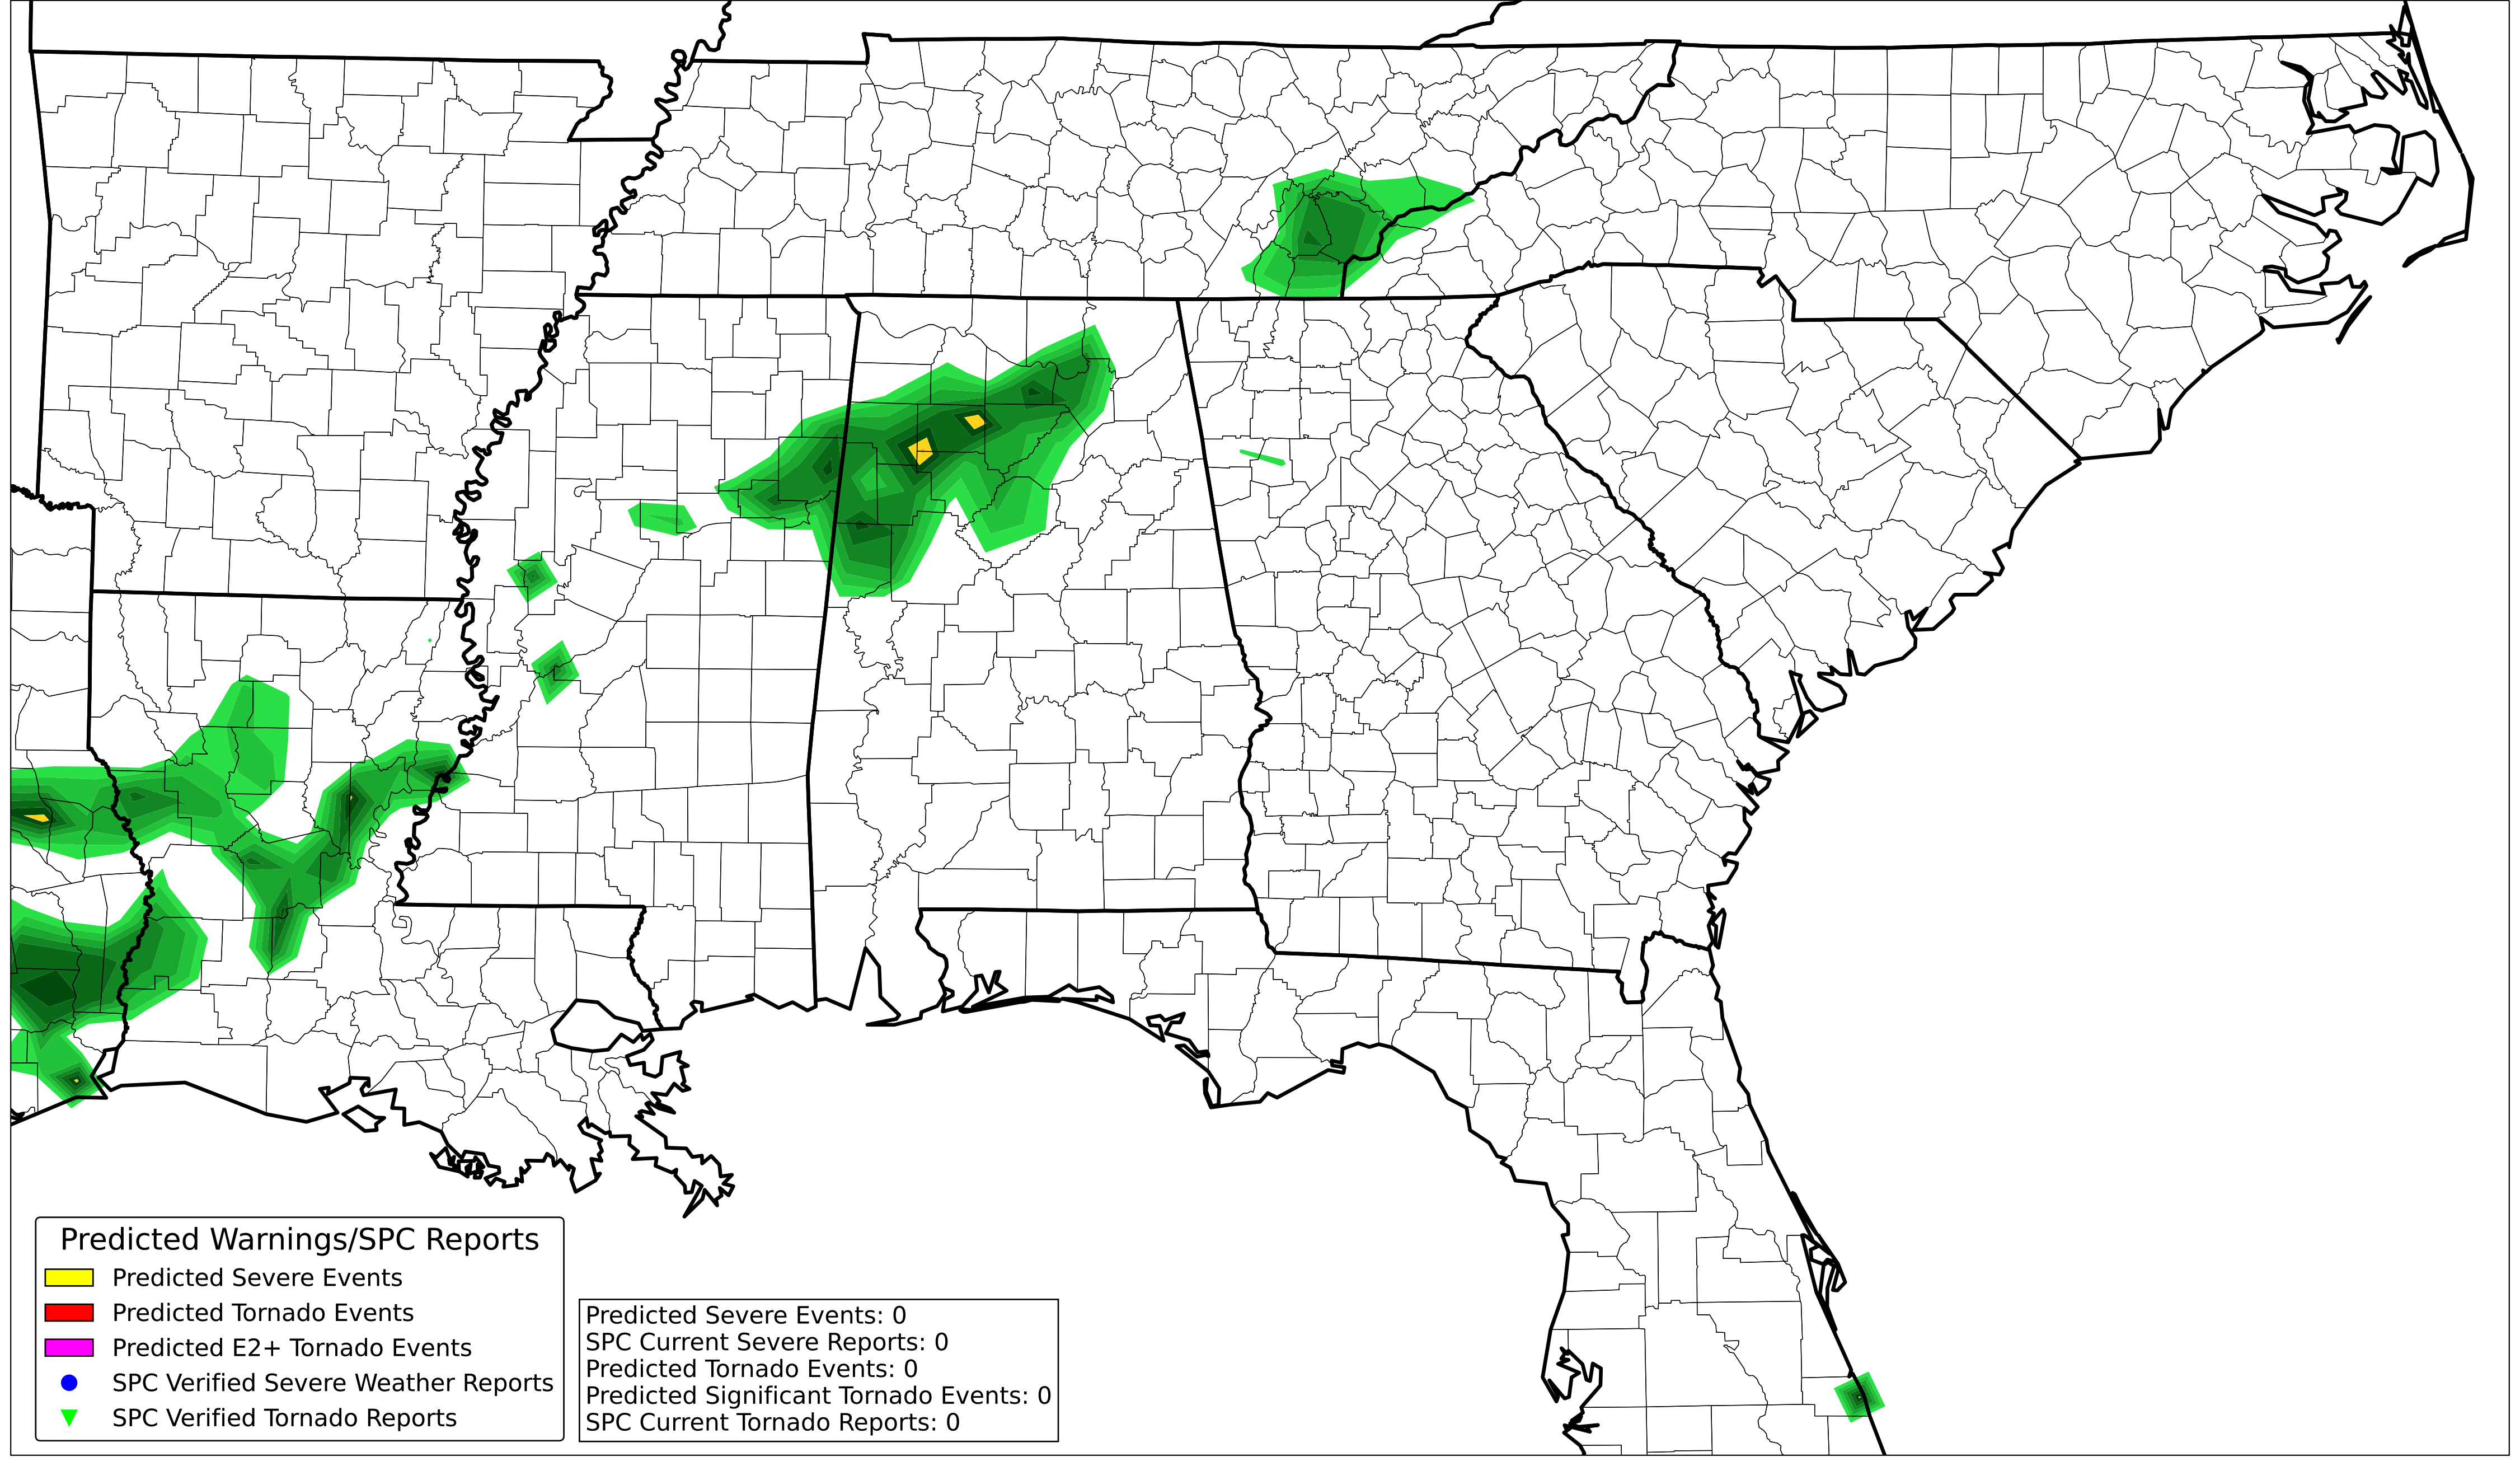 Predicted Warnings/SPC Reports
Predicted Severe Events
Predicted Tornado Events
Predicted E2+ Tornado Events
SPC Verified Severe Weather Reports
SPC Verified Tornado Reports
Predicted Severe Events: 0
SPC Current Severe Reports: 0
Predicted Tornado Events: 0
Predicted Significant Tornado Events: 0
SPC Current Tornado Reports: 0